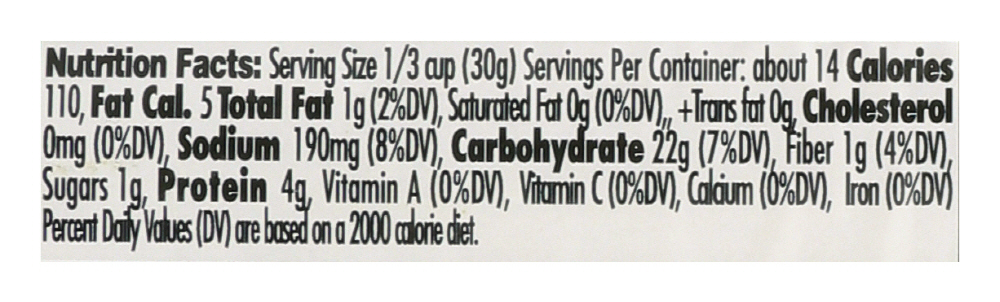 Nutrition Facts: Serving Size 1/3 cup (30g) Servings Per Container: about 14 Calories
110, Fat Cal. 5 Total Fat 1g (2%DV), Saturated Fat 0g (0%DV),, +Trans fat 0g, Cholesterol
0mg (0%DV), Sodium 190mg (8%DV), Carbohydrate 22g (7%DV), Fiber 1g (4%DV),
Sugars 1g, Protein 4g, Vitamin A (0%DV), Vitamin C (0%DV), Calcium (0%DV), Iron (0%DV)
Percent Daily Values (DV) are based on a 2000 calorie diet.